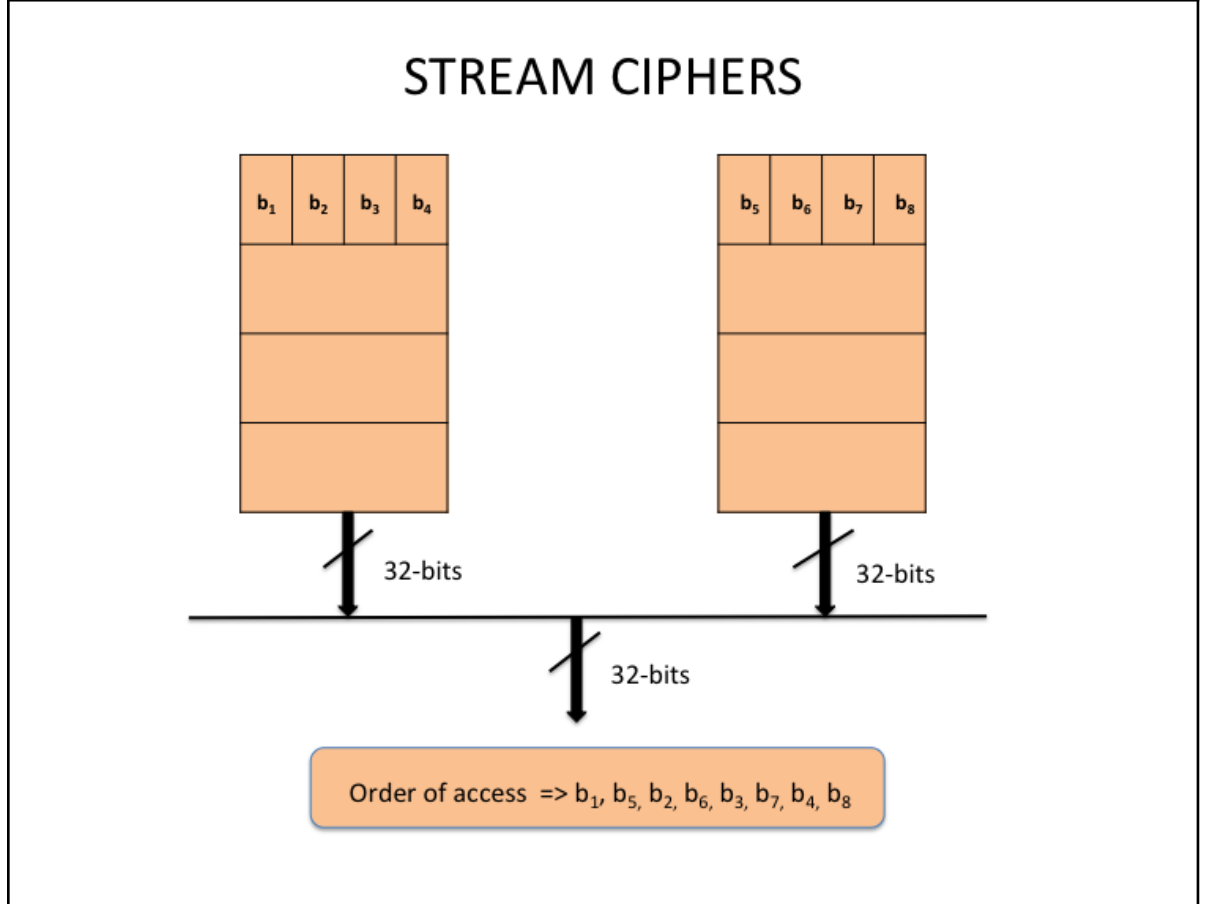 STREAM CIPHERS
b₁ b₂ b₃ b₄ b₅ b₆ b₇ b₈
32-bits 32-bits
32-bits
Order of access => b₁, b₅, b₂, b₆, b₃, b₇, b₄, b₈